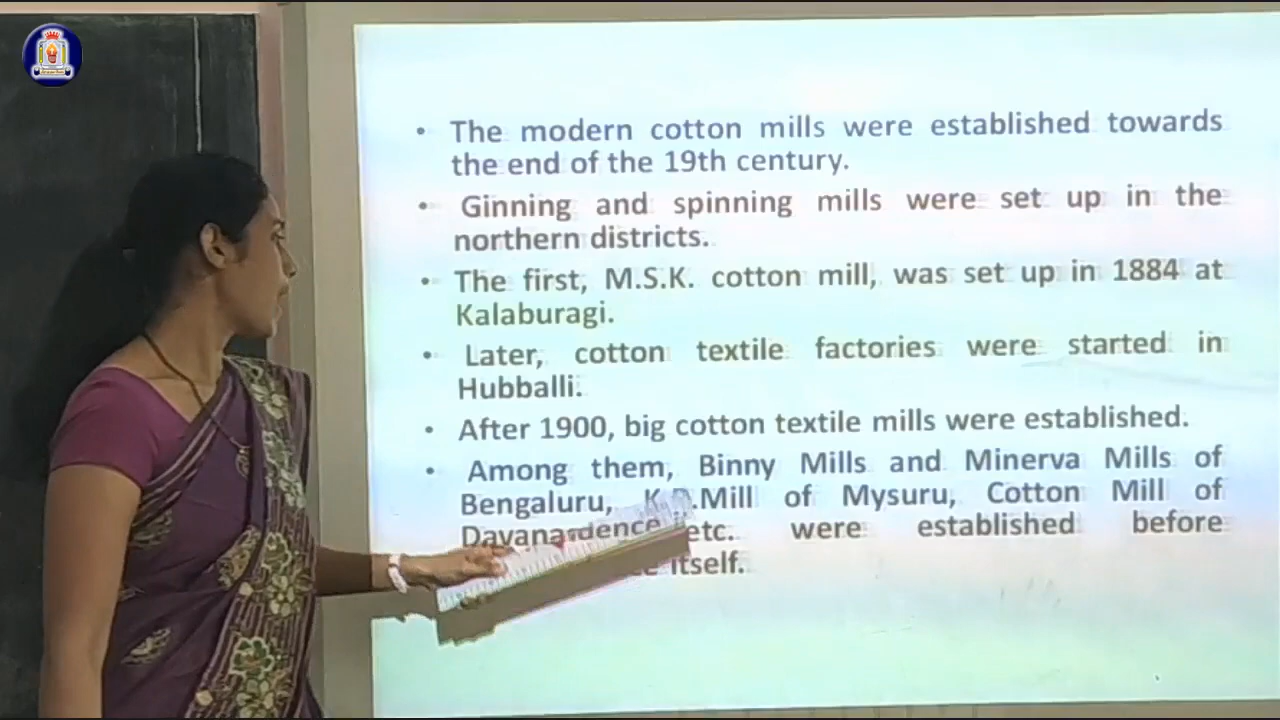 • The modern cotton mills were established towards
the end of the 19th century.
• Ginning and spinning mills were set up in the
northern districts.
• The first, M.S.K. cotton mill, was set up in 1884 at
Kalaburagi.
• Later, cotton textile factories were started in
Hubballi.
• After 1900, big cotton textile mills were established.
• Among them, Binny Mills and Minerva Mills of
Bengaluru, Mill of Mysuru, Cotton Mill of
etc. were established before
itself.